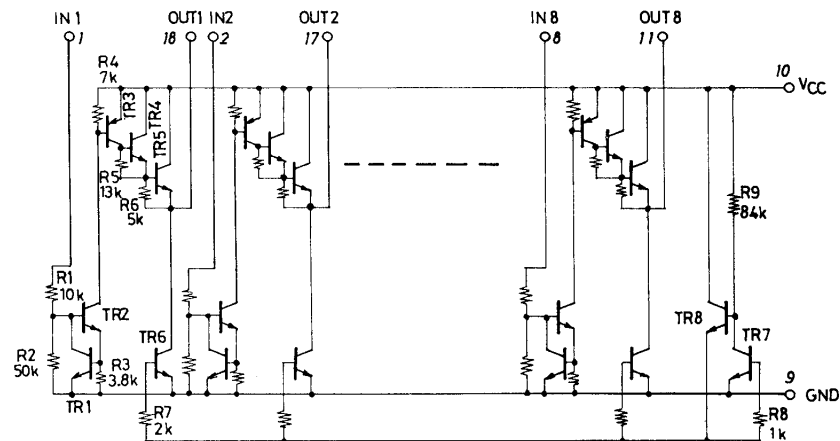 IN 1 OUT1 IN2 OUT 2 IN 8 OUT 8
1 18 2 17 8 11
R4
7k
TR3
TR4
TR5
10
VCC
R5
13k
R6
5k
R9
84k
R1
10k
TR2
TR6
TR8
TR7
R2
50k
R3
3.8k
TR1
9
GND
R7
2k
R8
1k